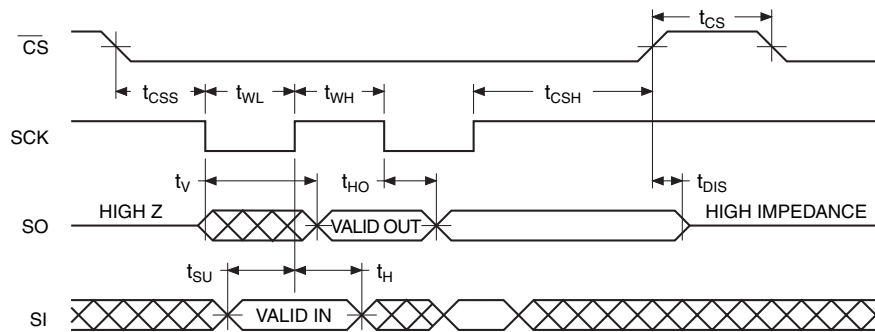 tCS
CS
tCSS tWL tWH tCSH
SCK
tV tHO tDIS
HIGH Z VALID OUT HIGH IMPEDANCE
SO
tSU tH
VALID IN
SI